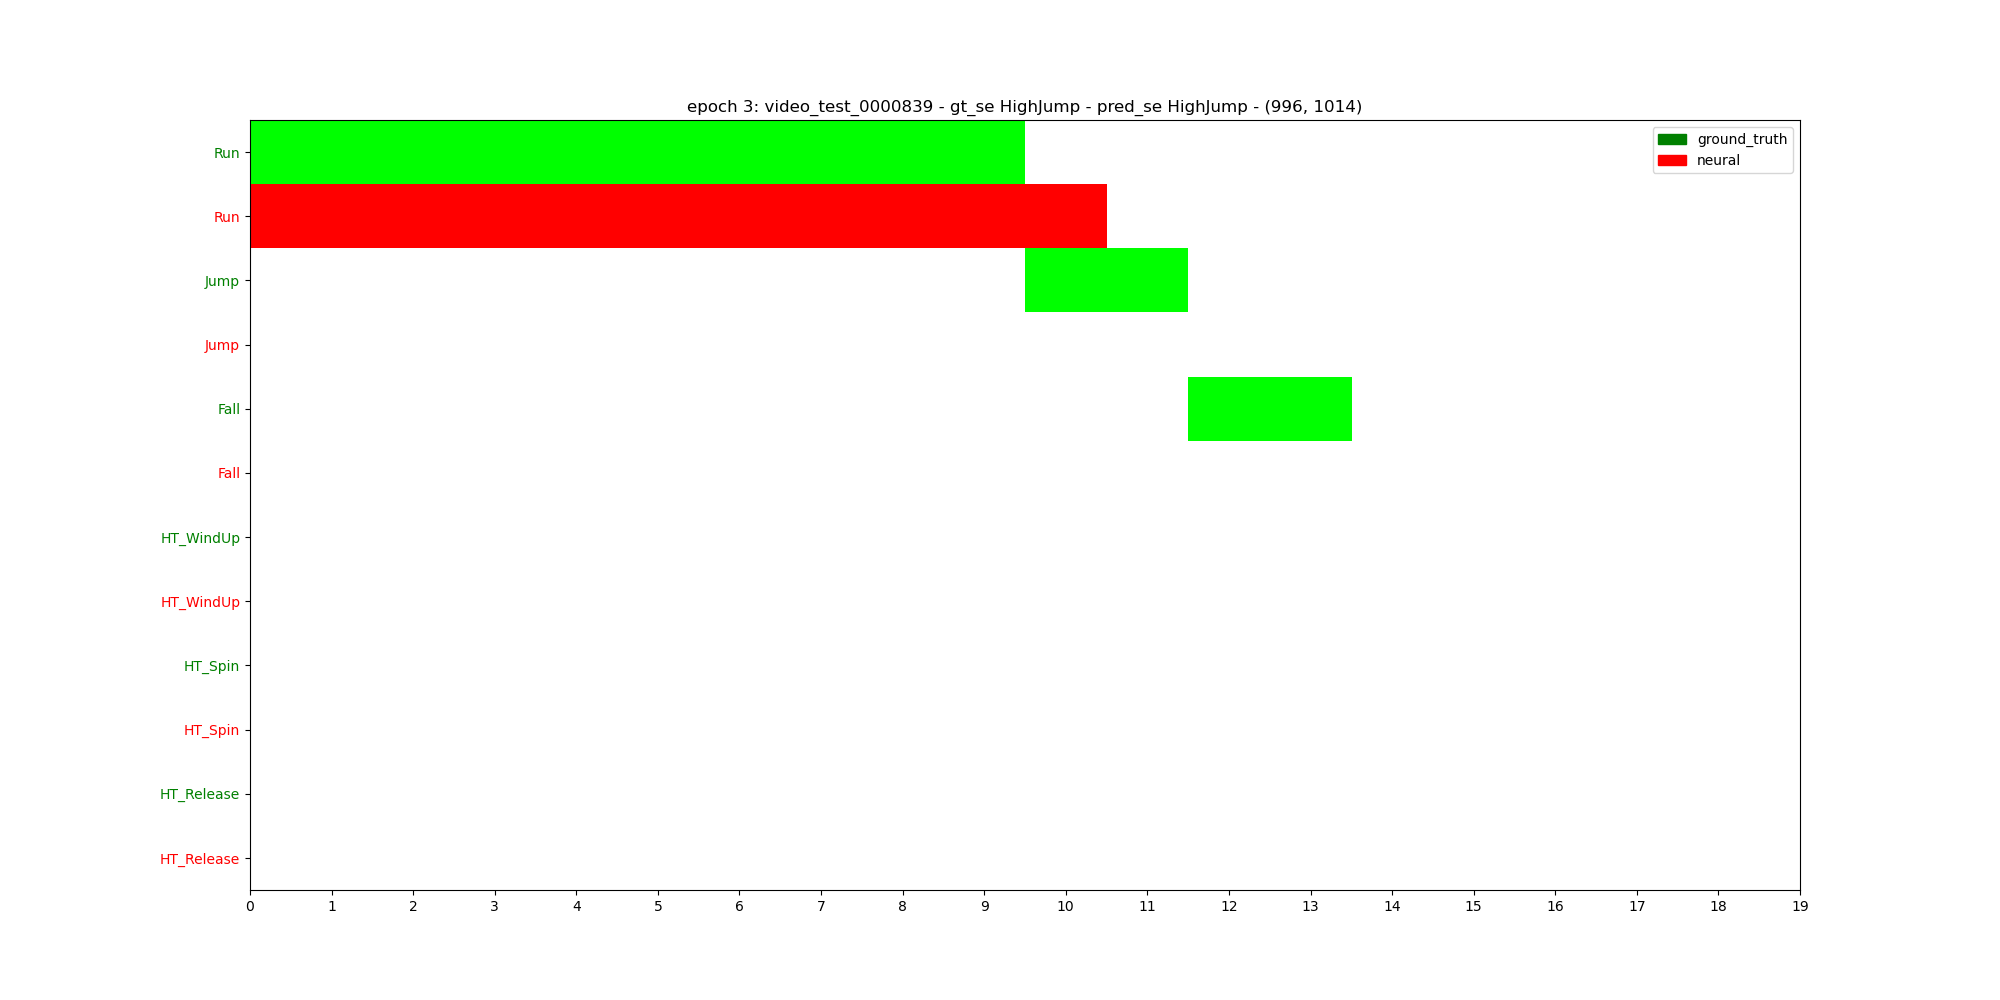 epoch 3: video_test_0000839 - gt_se HighJump - pred_se HighJump - (996, 1014)
ground_truth
neural
Run
Run
Jump
Jump
Fall
Fall
HT_WindUp
HT_WindUp
HT_Spin
HT_Spin
HT_Release
HT_Release
0 1 2 3 4 5 6 7 8 9 10 11 12 13 14 15 16 17 18 19